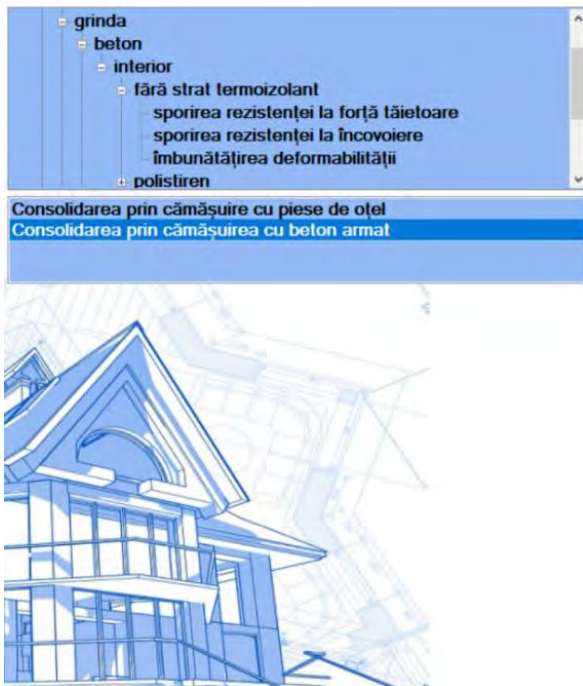 grinda
beton
interior
fără strat termoizolant
sporirea rezistenței la forță tăietoare
sporirea rezistenței la încovoiere
îmbunătățirea deformabilității
polistiren
Consolidarea prin cămășuire cu piese de oțel
Consolidarea prin cămășuirea cu beton armat